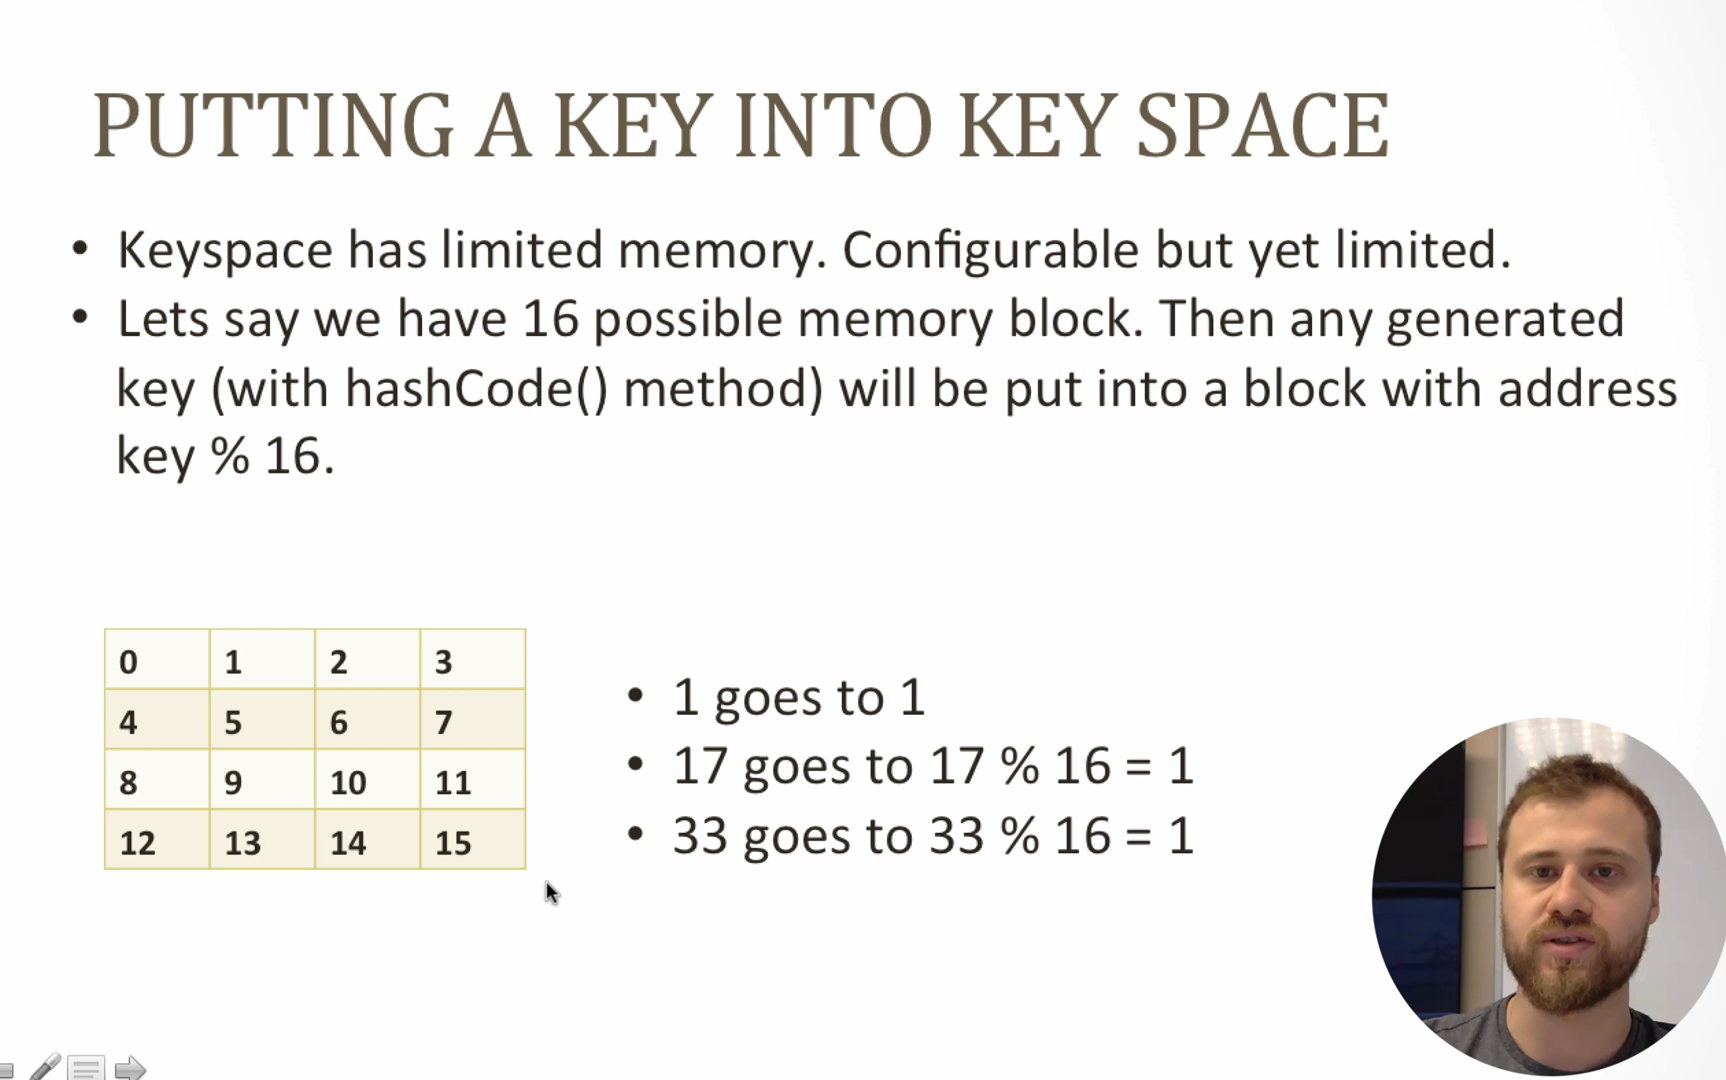 PUTTING A KEY INTO KEY SPACE
• Keyspace has limited memory. Configurable but yet limited.
• Lets say we have 16 possible memory block. Then any generated
key (with hashCode() method) will be put into a block with address
key % 16.
0 1 2 3
4 5 6 7
8 9 10 11
12 13 14 15
• 1 goes to 1
• 17 goes to 17 % 16 = 1
• 33 goes to 33 % 16 = 1